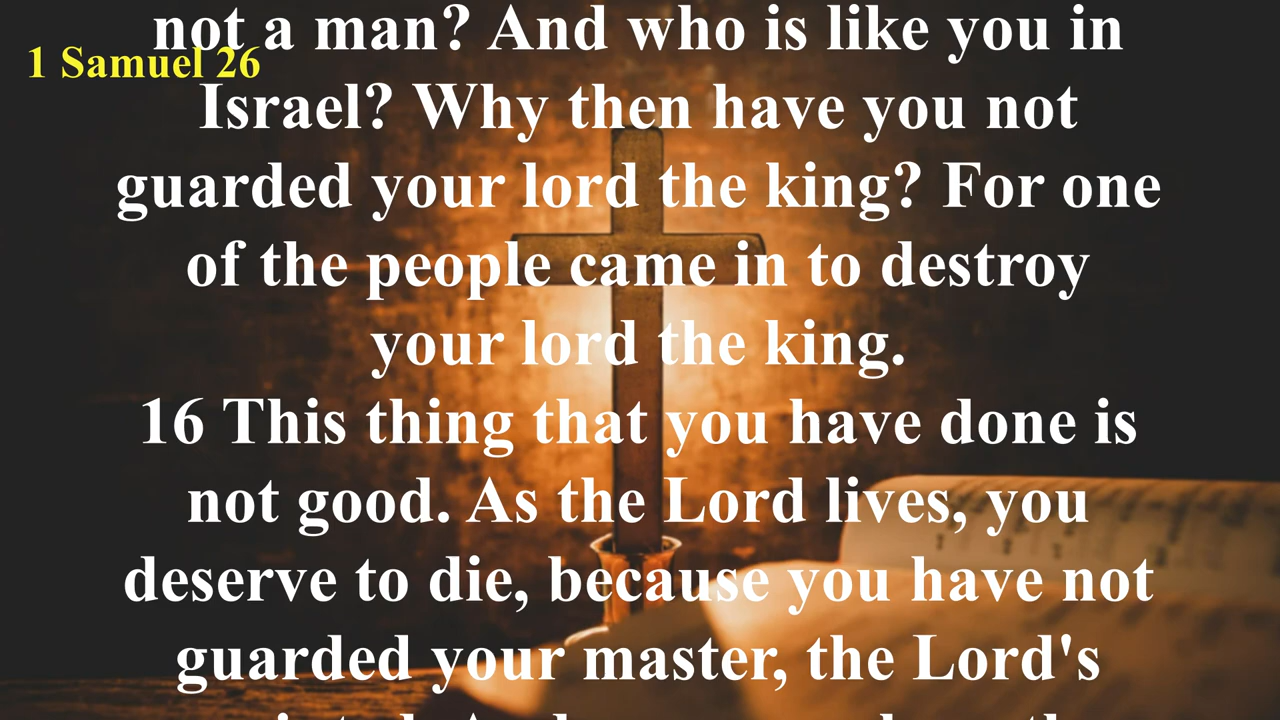 not a man? And who is like you in
1 Samuel 26
Israel? Why then have you not
guarded your lord the king? For one
of the people came in to destroy
your lord the king.
16 This thing that you have done is
not good. As the Lord lives, you
deserve to die, because you have not
guarded your master, the Lord's